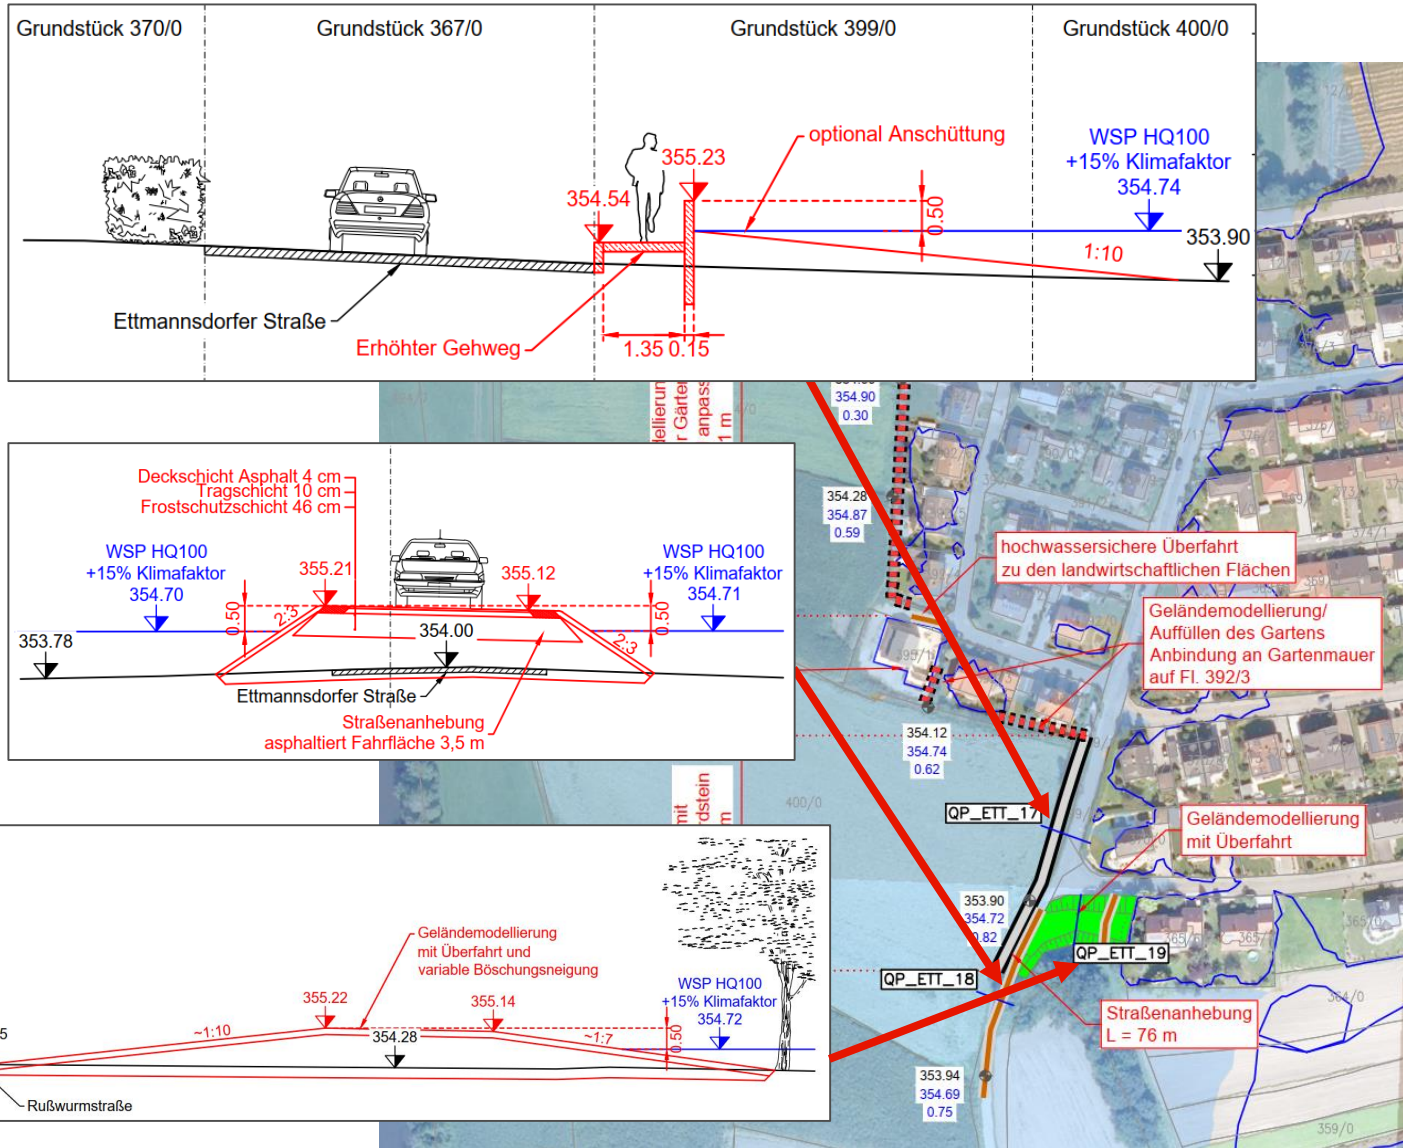 Grundstück 370/0
Grundstück 367/0
Grundstück 399/0
Grundstück 400/0
optional Anschüttung
WSP HQ100
+15% Klimafaktor
354.74
355.23
354.54
0.50
353.90
1:10
Ettmannsdorfer Straße
Erhöhter Gehweg
1.35 0.15
Deckschicht Asphalt 4 cm
Tragschicht 10 cm
Frostschutzschicht 46 cm
WSP HQ100
+15% Klimafaktor
354.70
355.21
355.12
WSP HQ100
+15% Klimafaktor
354.71
0.50
2:3
0.50
2:3
353.78
354.00
Ettmannsdorfer Straße
Straßenanhebung
asphaltiert Fahrfläche 3,5 m
Geländemodellierung
mit Überfahrt und
variable Böschungsneigung
WSP HQ100
+15% Klimafaktor
354.72
355.22
355.14
0.50
~1:10
~1:7
354.28
5
Rußwurmstraße
354.90
0.30
354.28
354.87
0.59
hochwassersichere Überfahrt
zu den landwirtschaftlichen Flächen
Geländemodellierung/
Auffüllen des Gartens
Anbindung an Gartenmauer
auf Fl. 392/3
354.12
354.74
0.62
400/0
QP_ETT_17
Geländemodellierung
mit Überfahrt
353.90
354.72
0.82
QP_ETT_19
QP_ETT_18
365/0
364/0
Straßenanhebung
L = 76 m
353.94
354.69
0.75
359/0